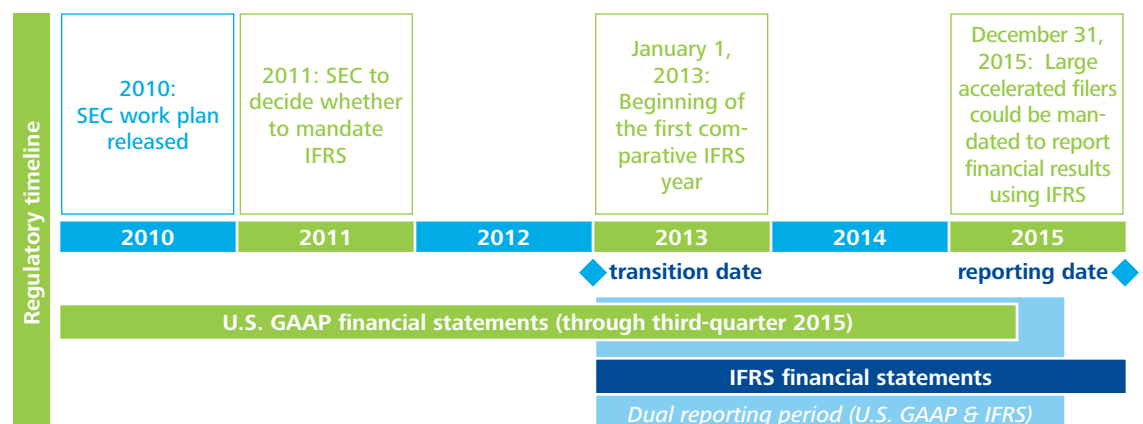 Regulatory timeline
2010:
SEC work plan
released
2011: SEC to
decide whether
to mandate
IFRS
January 1,
2013:
Beginning of
the first com-
parative IFRS
year
December 31,
2015: Large
accelerated filers
could be man-
dated to report
financial results
using IFRS
2010
2011
2012
2013
2014
2015
transition date
reporting date
U.S. GAAP financial statements (through third-quarter 2015)
IFRS financial statements
Dual reporting period (U.S. GAAP & IFRS)